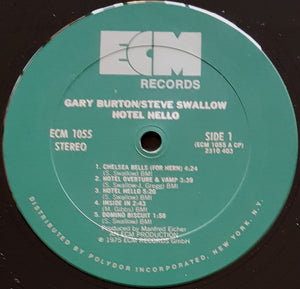 ECM
RECORDS
GARY BURTON/STEVE SWALLOW
HOTEL HELLO
ECM 1055
STEREO
SIDE 1
(ECM 1055 A CP)
2310 403
1. CHELSEA BELLS (FOR HERN) 4:24
(S. Swallow) BMI
2. HOTEL OVERTURE & VAMP 3:39
(S. Swallow-J. Gregg) BMI
3. HOTEL HELLO 5:20
(S. Swallow) BMI
4. INSIDE IN 2:43
(M. Gibbs) BMI
5. DOMINO BISCUIT 1:58
(S. Swallow) BMI
Produced by Manfred Eicher
AN ECM PRODUCTION
℗ 1975 ECM RECORDS GmbH
DISTRIBUTED BY POLYDOR INCORPORATED, NEW YORK, N.Y.